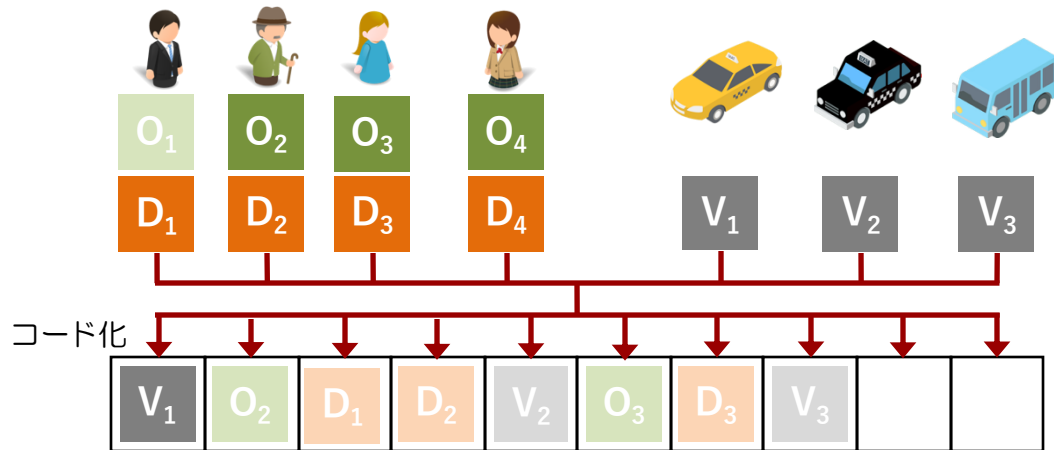 O1 O2 O3 O4
D1 D2 D3 D4 V1 V2 V3
コード化
V1 O2 D1 D2 V2 O3 D3 V3